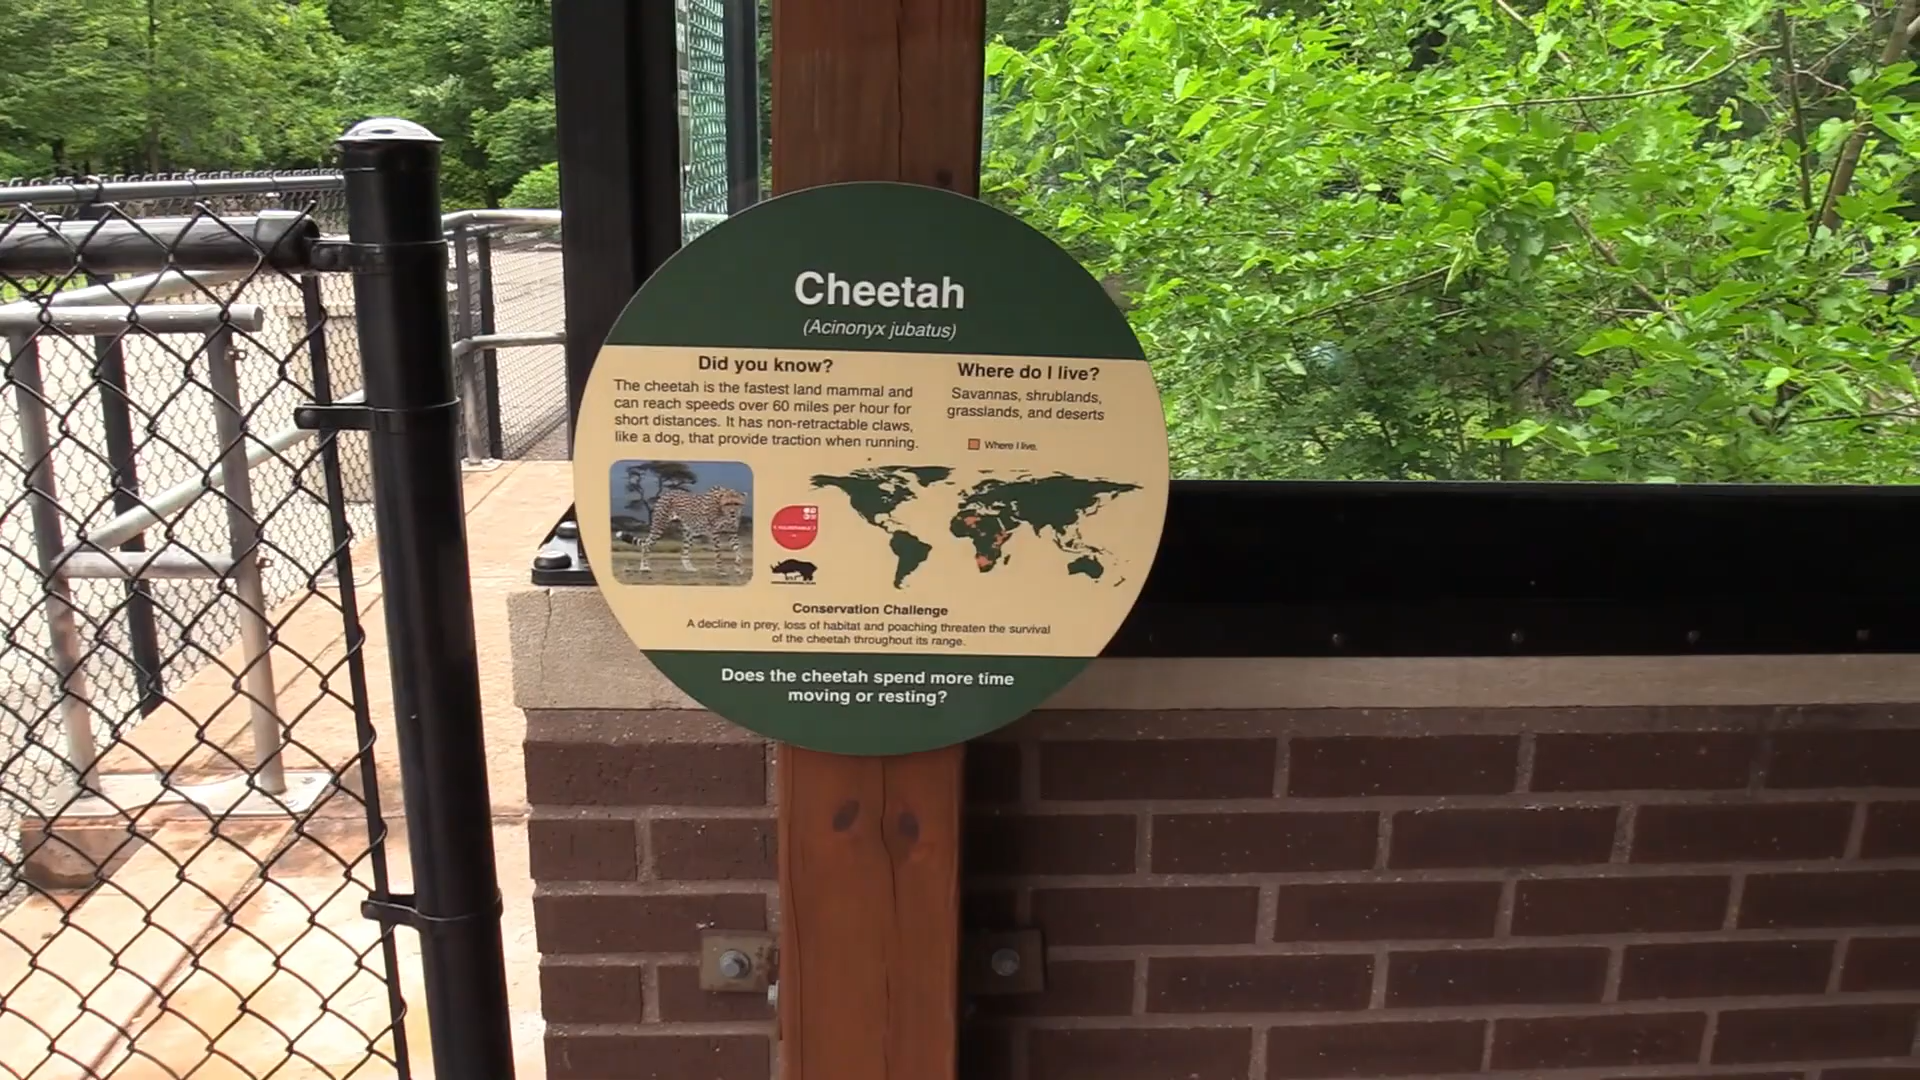 Cheetah
(Acinonyx jubatus)
Did you know?
The cheetah is the fastest land mammal and
can reach speeds over 60 miles per hour for
short distances. It has non-retractable claws,
like a dog, that provide traction when running.
Where do I live?
Savannas, shrublands,
grasslands, and deserts
Where I live.
VULNERABLE
Conservation Challenge
A decline in prey, loss of habitat and poaching threaten the survival
of the cheetah throughout its range.
Does the cheetah spend more time
moving or resting?